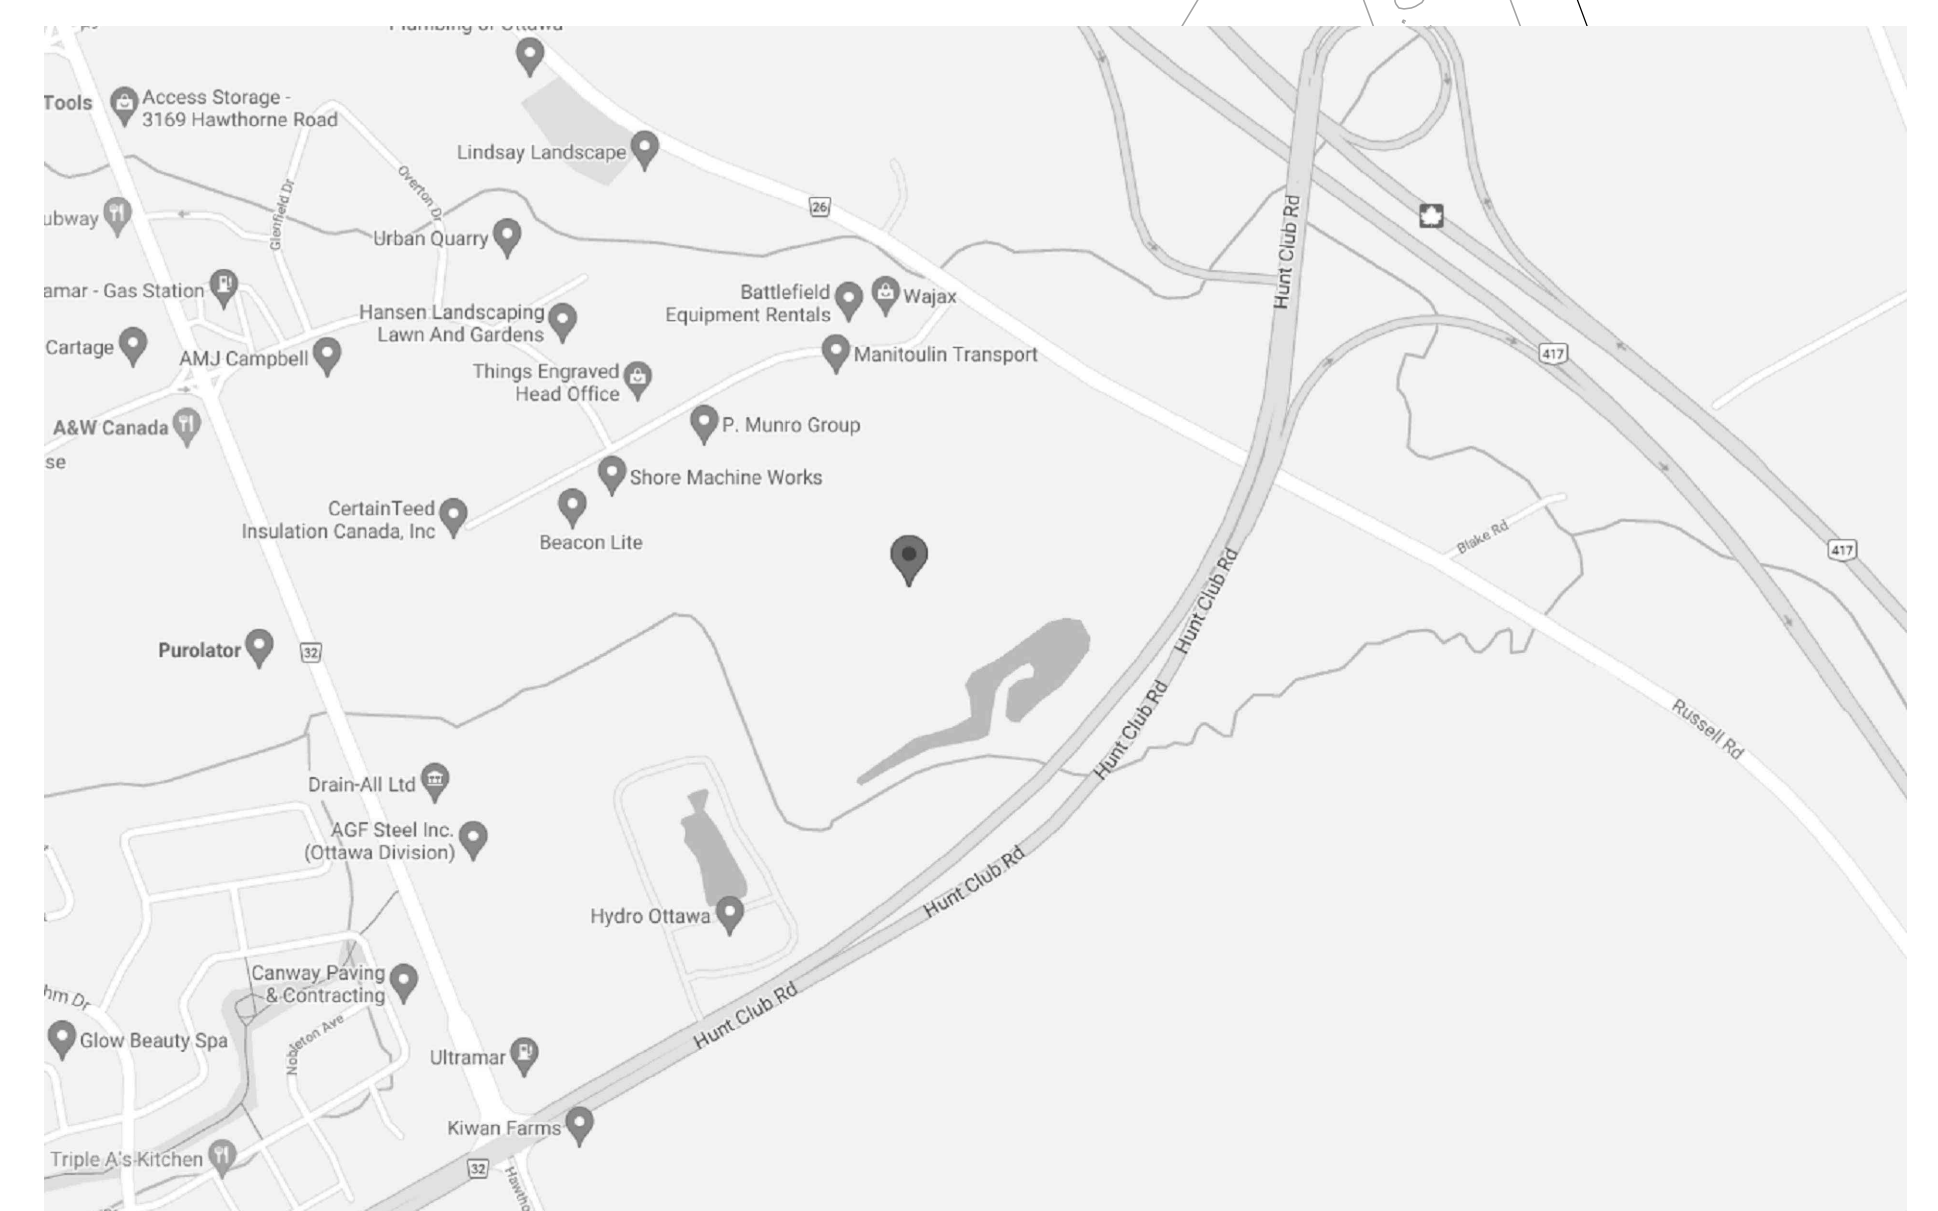 Plumbing of Ottawa
Tools
Access Storage -
3169 Hawthorne Road
Lindsay Landscape
Overton Dr
Glenfield Dr
26
ubway
Urban Quarry
Hunt Club Rd
amar - Gas Station
Battlefield
Equipment Rentals
Wajax
Hansen Landscaping
Lawn And Gardens
Cartage
AMJ Campbell
Manitoulin Transport
417
Things Engraved
Head Office
A&W Canada
P. Munro Group
se
Shore Machine Works
CertainTeed
Insulation Canada, Inc
Beacon Lite
Blake Rd
417
Hunt Club Rd
Purolator
32
Hunt Club Rd
Russell Rd
Drain-All Ltd
AGF Steel Inc.
(Ottawa Division)
Hunt Club Rd
Hydro Ottawa
Canway Paving
& Contracting
hm Dr
Hunt Club Rd
Nobleton Ave
Glow Beauty Spa
Ultramar
Kiwan Farms
Triple A's Kitchen
32
Hawtho